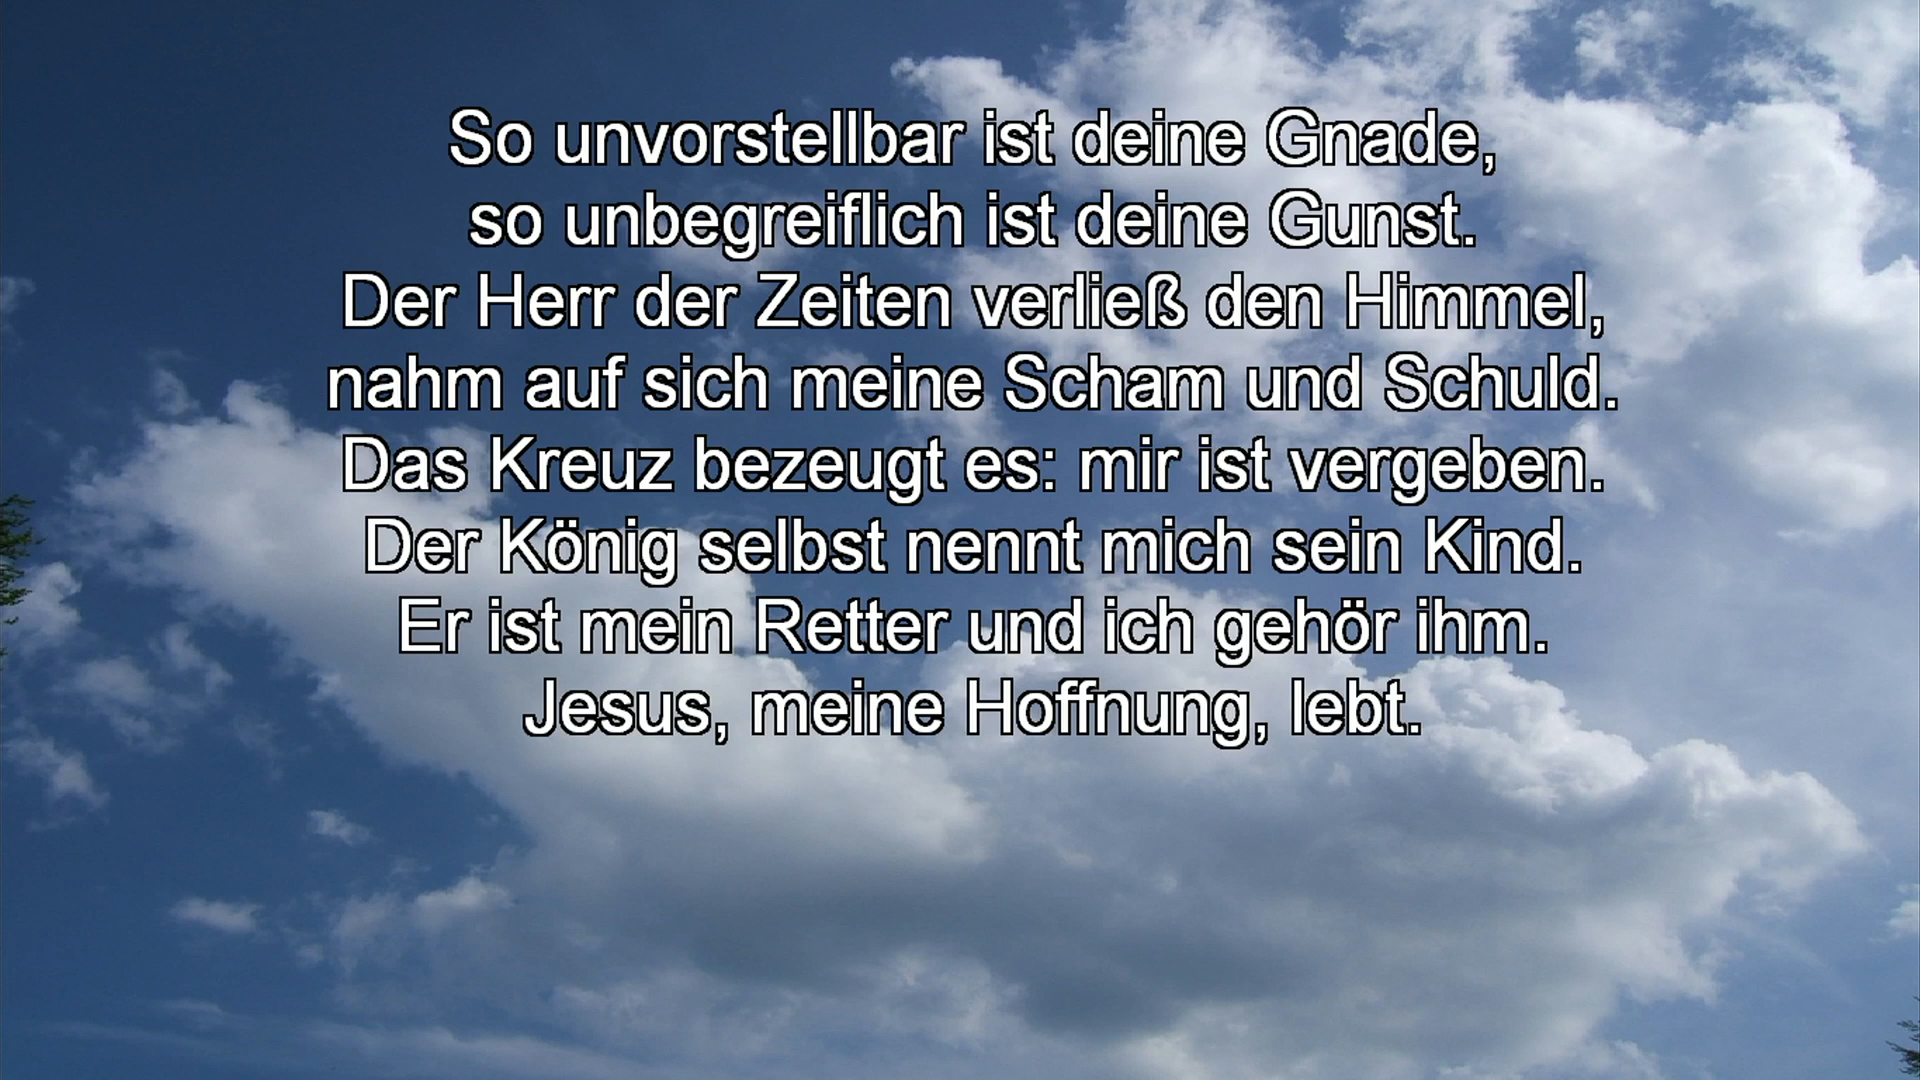 So unvorstellbar ist deine Gnade,
so unbegreiflich ist deine Gunst.
Der Herr der Zeiten verließ den Himmel,
nahm auf sich meine Scham und Schuld.
Das Kreuz bezeugt es: mir ist vergeben.
Der König selbst nennt mich sein Kind.
Er ist mein Retter und ich gehör ihm.
Jesus, meine Hoffnung, lebt.